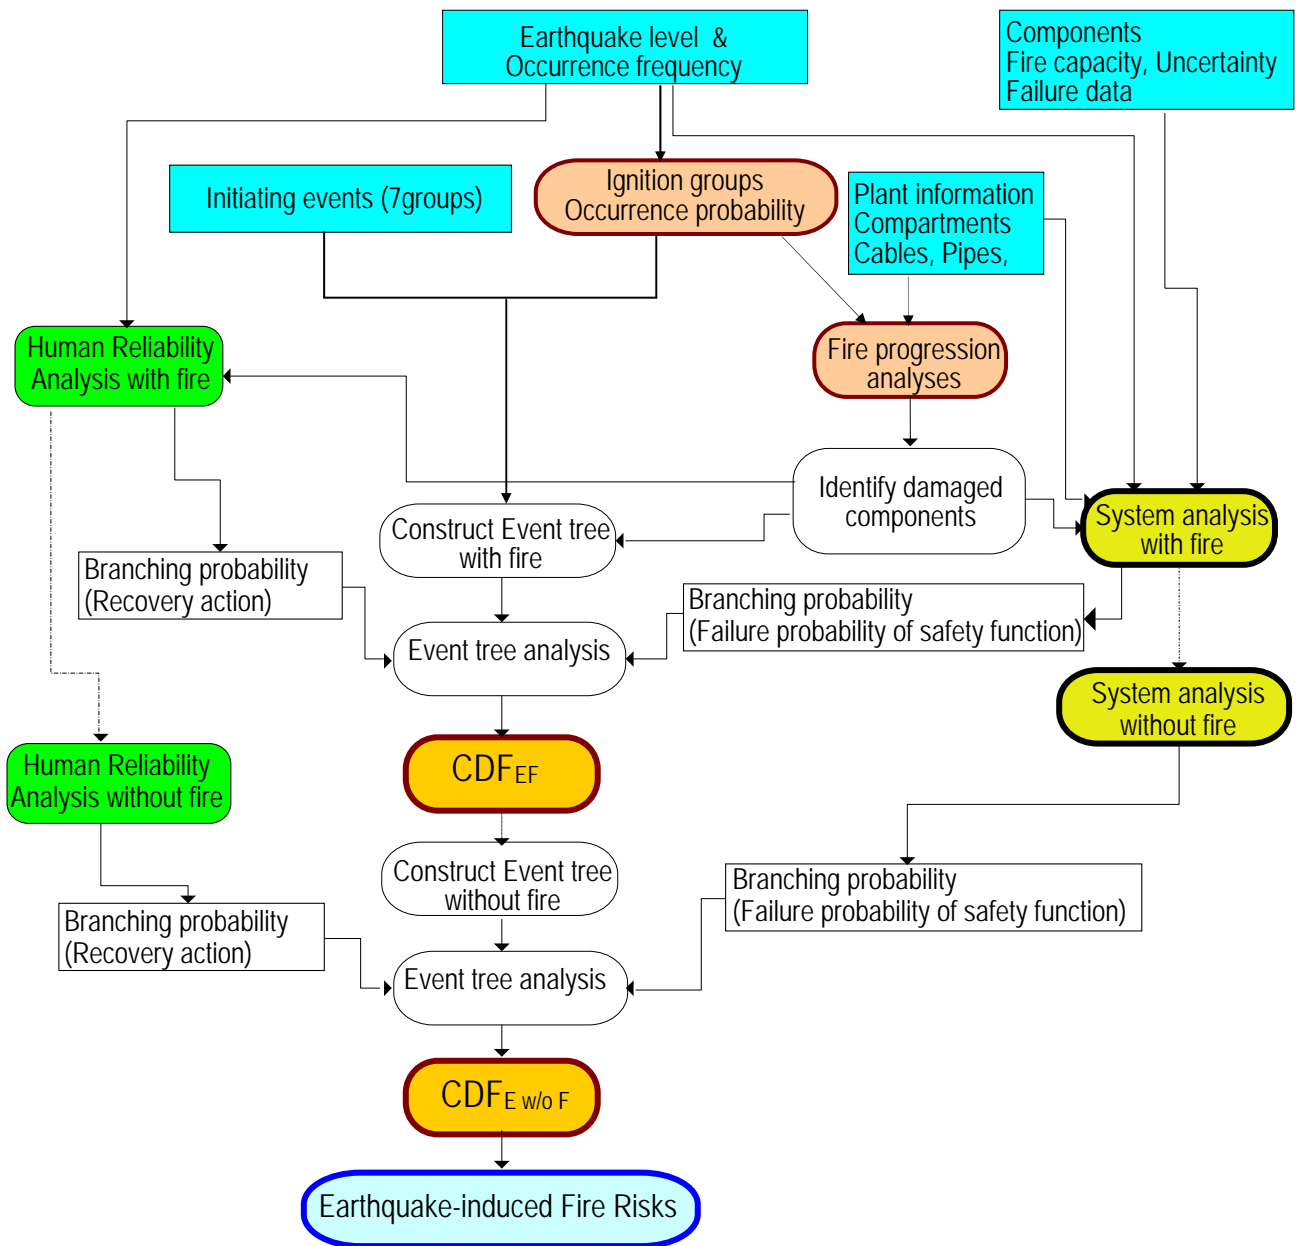 Earthquake level &
Occurrence frequency
Components
Fire capacity, Uncertainty
Failure data
Initiating events (7groups)
Ignition groups
Occurrence probability
Plant information
Compartments
Cables, Pipes,
Human Reliability
Analysis with fire
Fire progression
analyses
Identify damaged
components
Construct Event tree
with fire
System analysis
with fire
Branching probability
(Recovery action)
Branching probability
(Failure probability of safety function)
Event tree analysis
System analysis
without fire
Human Reliability
Analysis without fire
CDFEF
Construct Event tree
without fire
Branching probability
(Failure probability of safety function)
Branching probability
(Recovery action)
Event tree analysis
CDFE w/o F
Earthquake-induced Fire Risks